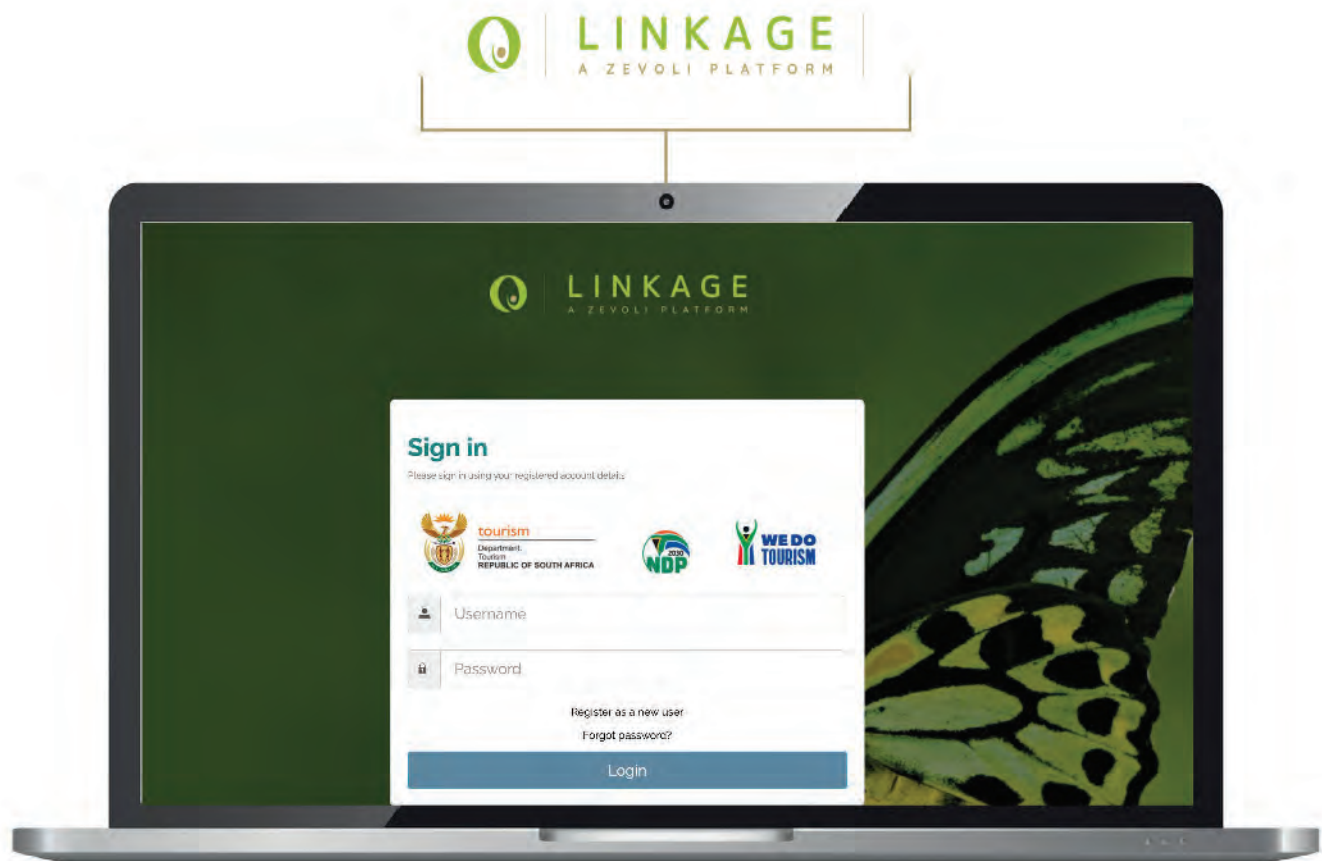 LINKAGE
A ZEVOLI PLATFORM
LINKAGE
A ZEVOLI PLATFORM
Sign in
Please sign in using your registered account details
tourism
Department:
Tourism
REPUBLIC OF SOUTH AFRICA
2030
NDP
WE DO
TOURISM
Username
Password
Register as a new user
Forgot password?
Login